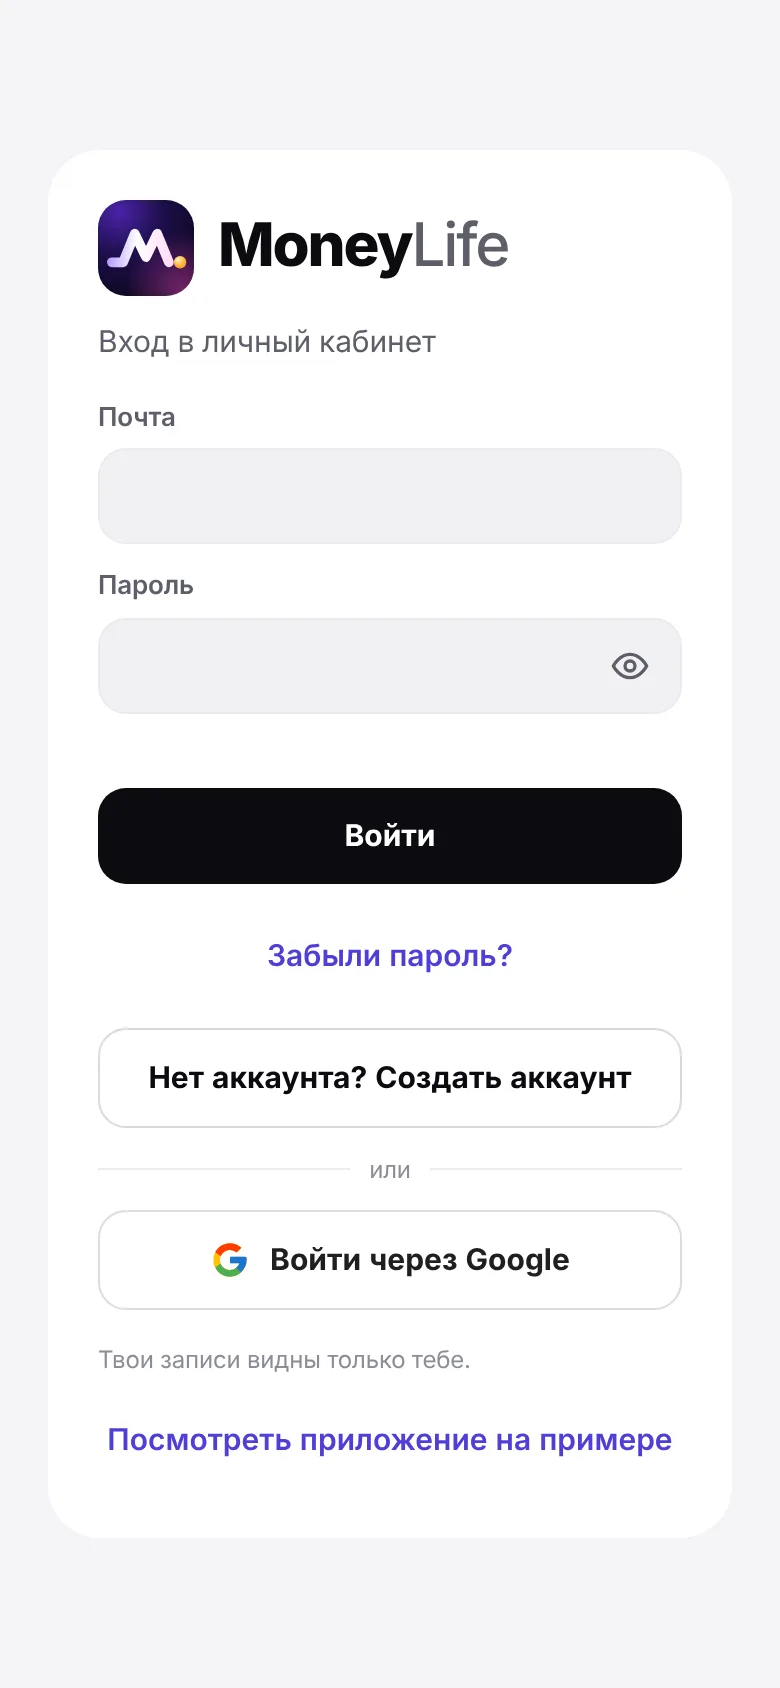 MoneyLife
Вход в личный кабинет
Почта
Пароль
Войти
Забыли пароль?
Нет аккаунта? Создать аккаунт
или
Войти через Google
Твои записи видны только тебе.
Посмотреть приложение на примере